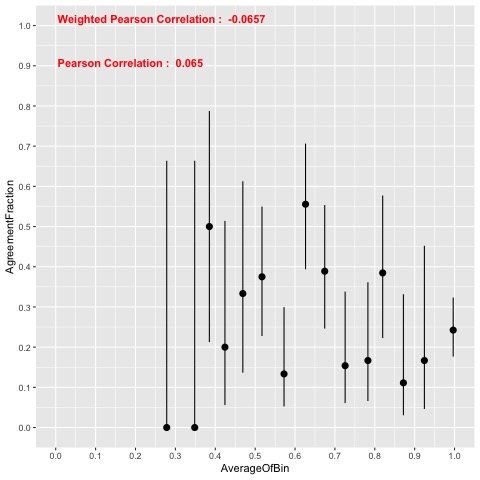 Weighted Pearson Correlation :  -0.0657
Pearson Correlation :  0.065
1.0
0.9
0.8
0.7
0.6
0.5
0.4
0.3
0.2
0.1
0.0
AgreementFraction
0.0 0.1 0.2 0.3 0.4 0.5 0.6 0.7 0.8 0.9 1.0
AverageOfBin